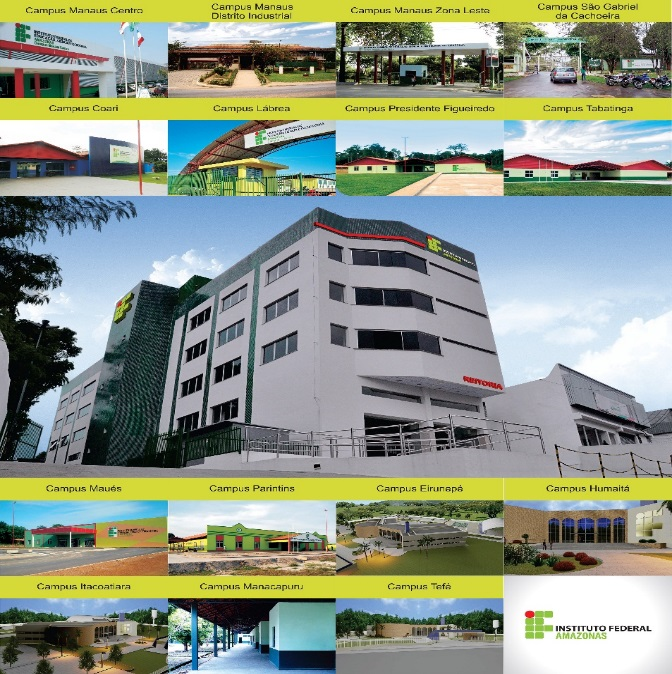 Campus Manaus Centro
Campus Manaus
Distrito Industrial
Campus Manaus Zona Leste
Campus São Gabriel
da Cachoeira
Campus Coari
Campus Lábrea
Campus Presidente Figueiredo
Campus Tabatinga
AMAZONAS
REITORIA
Campus Maués
Campus Parintins
Campus Eirunepé
Campus Humaitá
Campus Itacoatiara
Campus Manacapuru
Campus Tefé
INSTITUTO FEDERAL
AMAZONAS